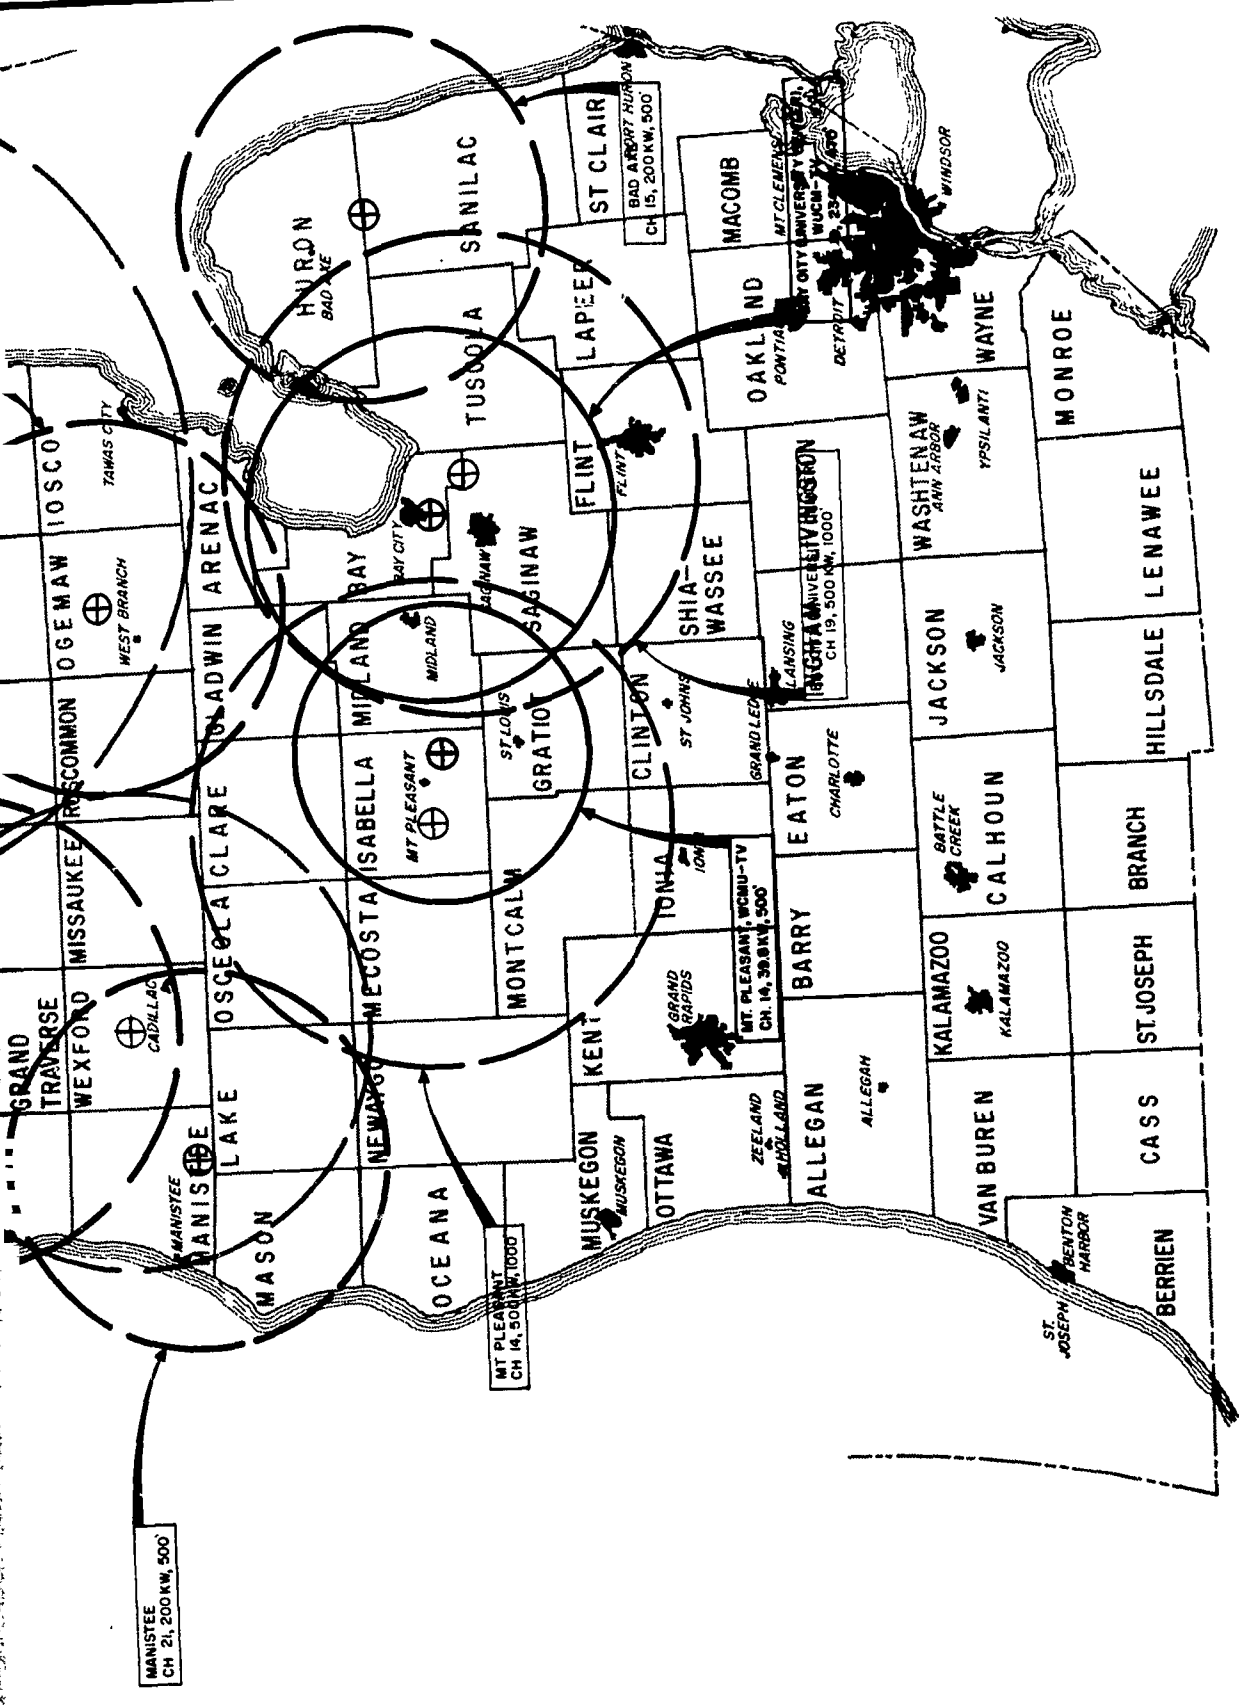 GRAND
TRAVERSE
WEXFORD
MISSAUKEE
ROSCOMMON
OGEMAW
IOSCO
TAWAS CITY
WEST BRANCH
CADILLAC
MANISTEE
MANISTEE
LAKE
OSCEOLA
CLARE
GLADWIN
ARENAC
HURON
BAD AXE
MASON
NEWAYGO
MECOSTA
ISABELLA
MT PLEASANT
MIDLAND
MIDLAND
BAY
BAY CITY
TUSCOLA
SANILAC
OCEANA
MONTCALM
GRATIOT
ST LOUIS
SAGINAW
SAGINAW
FLINT
FLINT
LAPEER
ST CLAIR
PORT HURON
MUSKEGON
MUSKEGON
KENT
GRAND
RAPIDS
IONIA
CLINTON
ST JOHNS
SHIA-
WASSEE
OTTAWA
ZEELAND
HOLLAND
GRAND LEDGE
LANSING
INGHAM
LIVINGSTON
OAKLAND
PONTIAC
MACOMB
MT CLEMENS
DETROIT
WINDSOR
ALLEGAN
ALLEGAN
BARRY
EATON
CHARLOTTE
VAN BUREN
KALAMAZOO
KALAMAZOO
BATTLE
CREEK
CALHOUN
JACKSON
JACKSON
WASHTENAW
ANN ARBOR
YPSILANTI
WAYNE
BERRIEN
BENTON
HARBOR
ST.
JOSEPH
CASS
ST. JOSEPH
BRANCH
HILLSDALE
LENAWEE
MONROE
MANISTEE
CH 21, 200 KW, 500'
MT PLEASANT
CH 14, 500 KW, 1000'
MT. PLEASANT, WCMU-TV
CH. 14, 39.8 KW, 500'
CH 19, 500 KW, 1000'
WUCM-TV
BAD AXE
CH 15, 200 KW, 500'